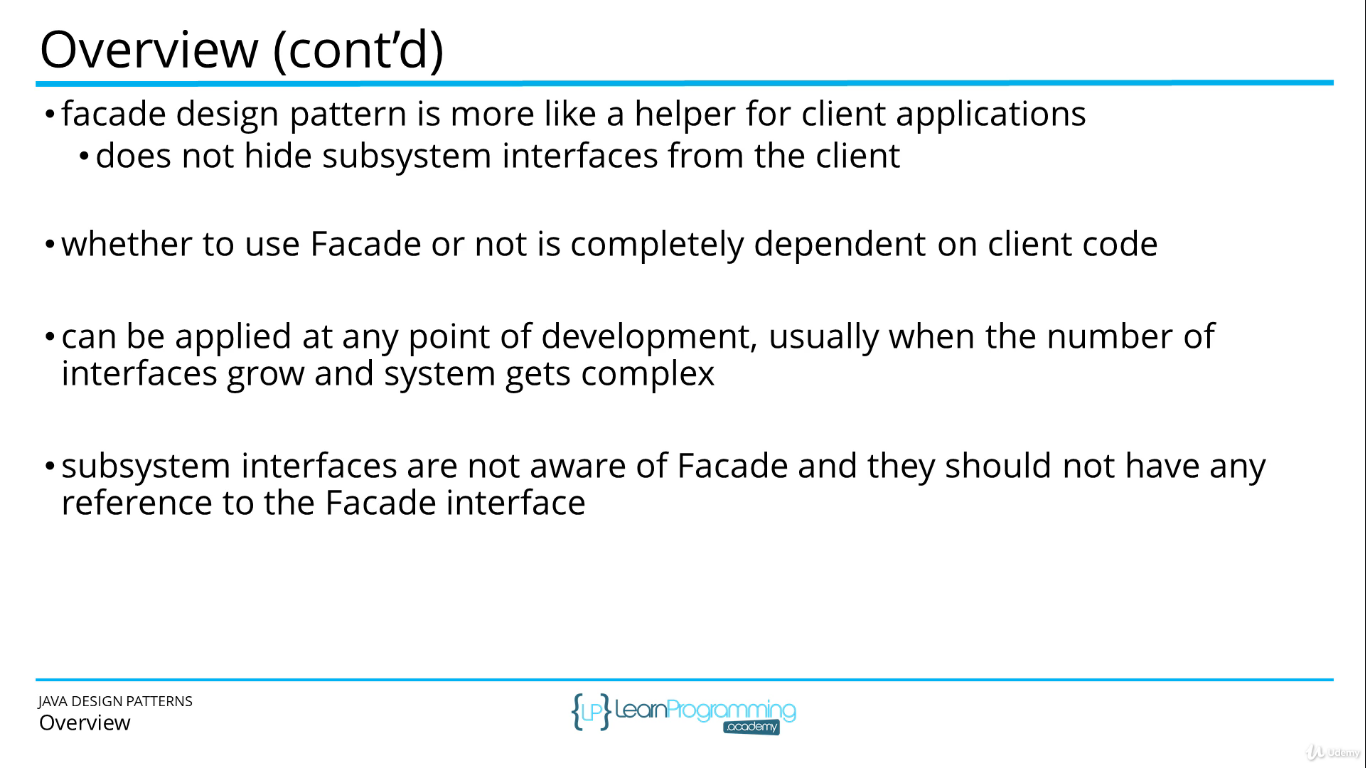 Overview (cont’d)
• facade design pattern is more like a helper for client applications
• does not hide subsystem interfaces from the client
• whether to use Facade or not is completely dependent on client code
• can be applied at any point of development, usually when the number of
interfaces grow and system gets complex
• subsystem interfaces are not aware of Facade and they should not have any
reference to the Facade interface
JAVA DESIGN PATTERNS
Overview
{LP} LearnProgramming
.academy
Udemy